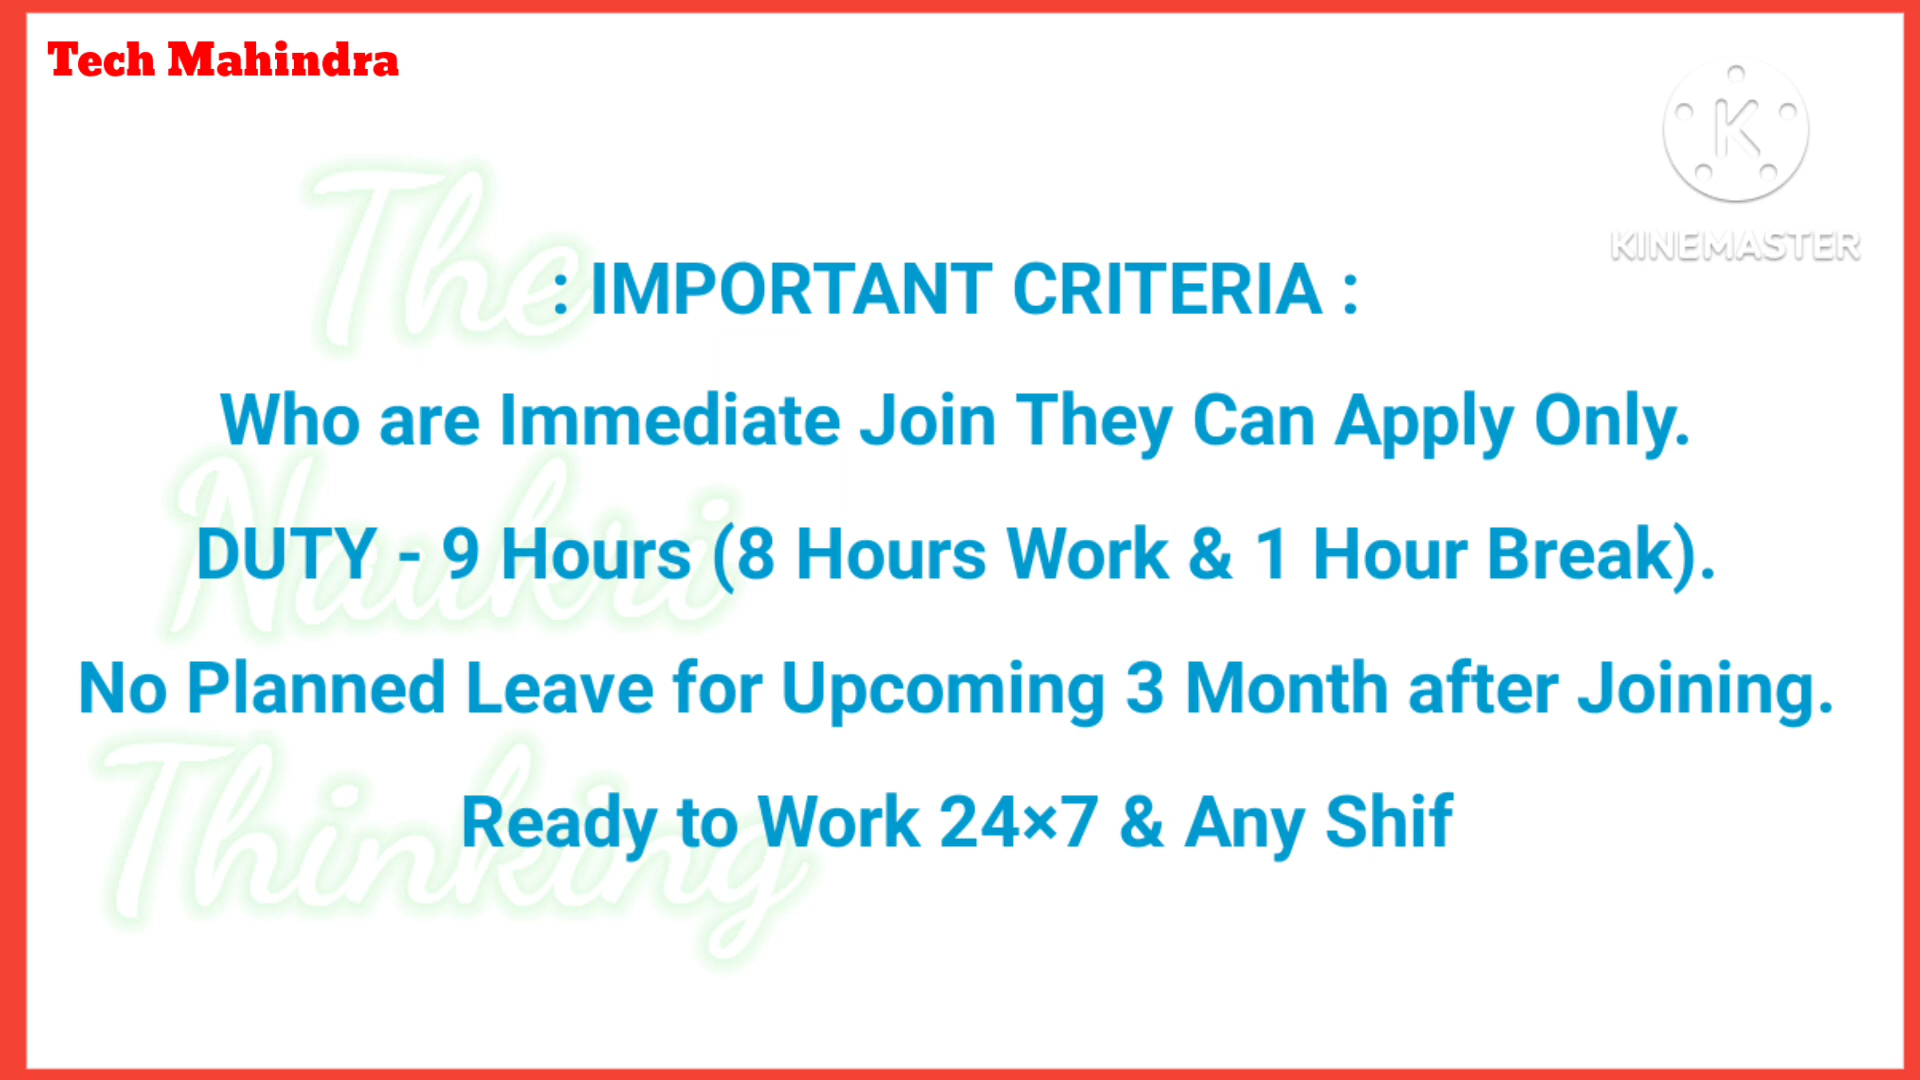 Tech Mahindra
KINEMASTER
The
: IMPORTANT CRITERIA :
Who are Immediate Join They Can Apply Only.
Naukri
DUTY - 9 Hours (8 Hours Work & 1 Hour Break).
No Planned Leave for Upcoming 3 Month after Joining.
Thinking
Ready to Work 24×7 & Any Shif